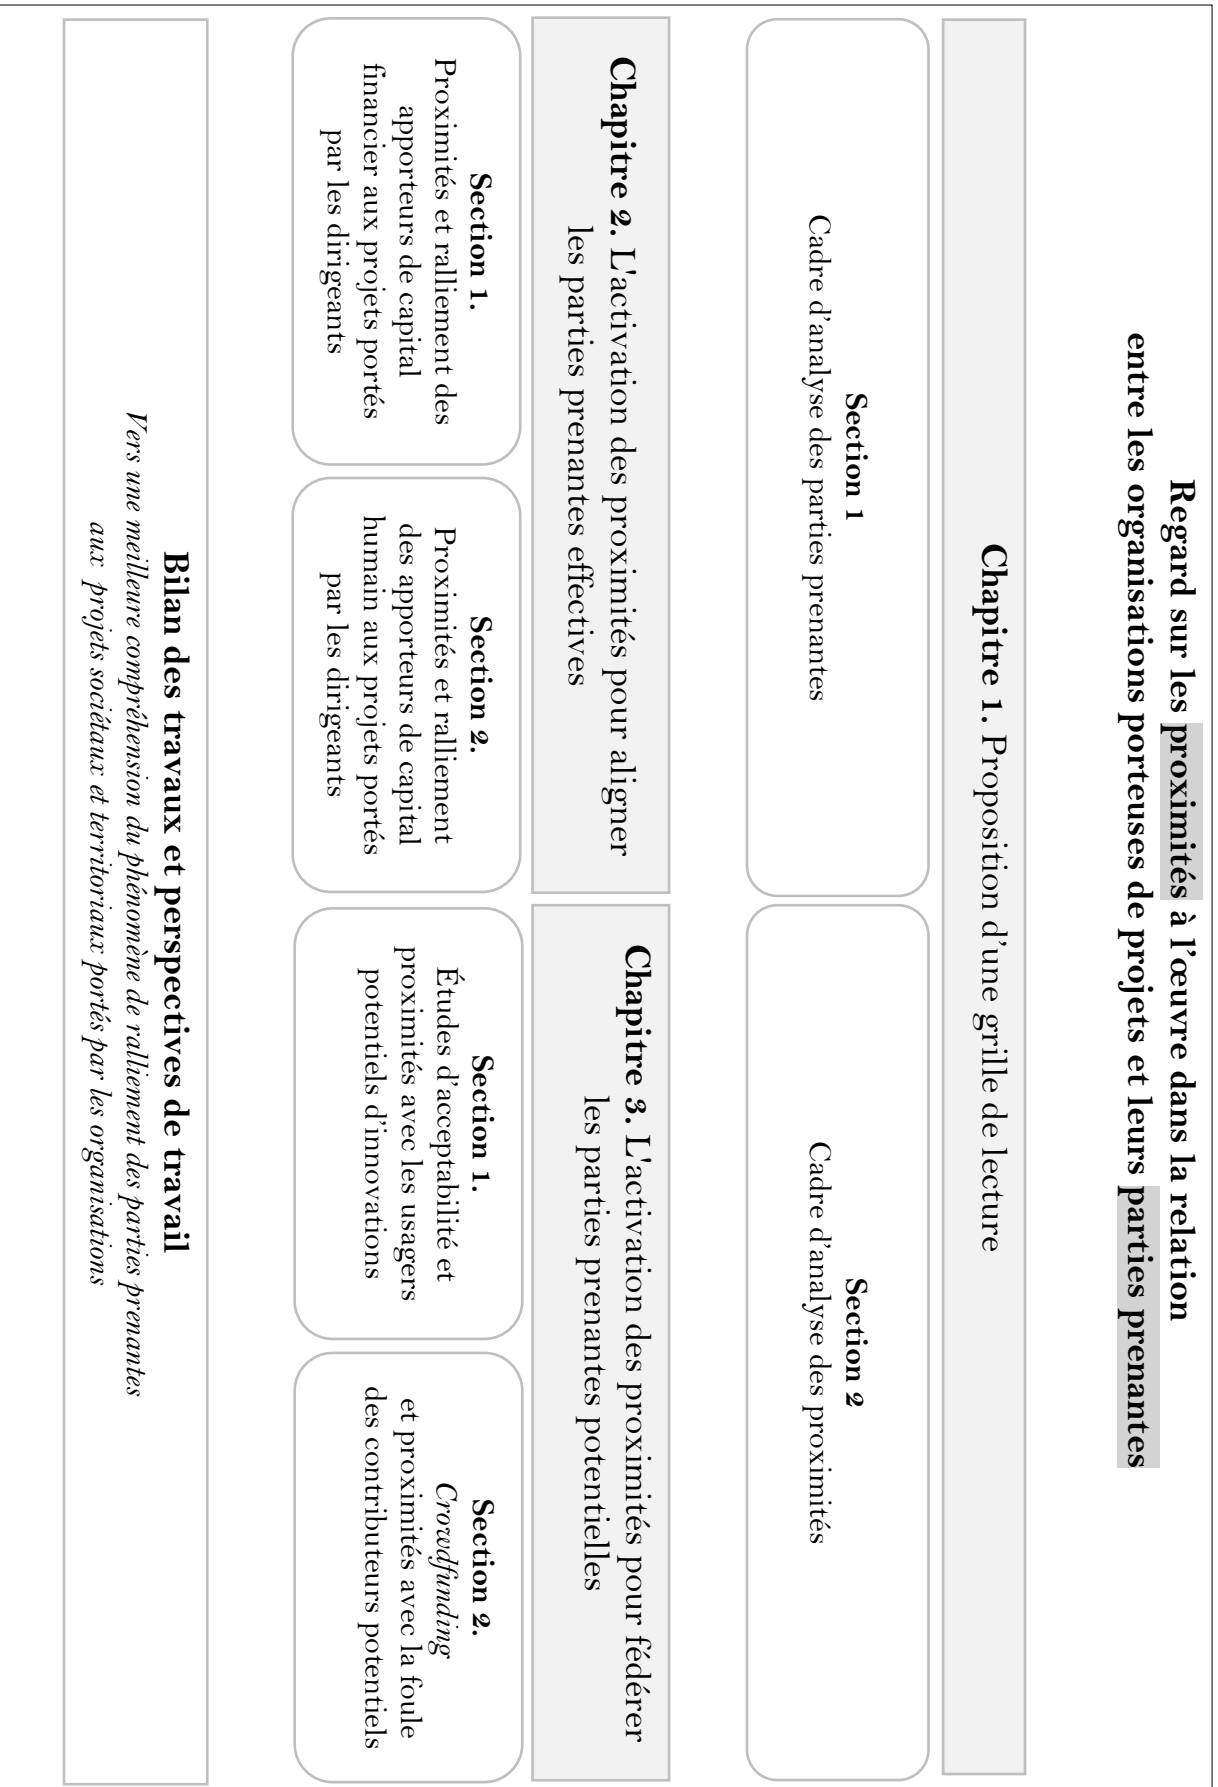 Regard sur les proximités à l'œuvre dans la relation
entre les organisations porteuses de projets et leurs parties prenantes
Chapitre 1. Proposition d'une grille de lecture
Section 1
Cadre d'analyse des parties prenantes
Section 2
Cadre d'analyse des proximités
Chapitre 2. L'activation des proximités pour aligner
les parties prenantes effectives
Section 1.
Proximités et ralliement des
apporteurs de capital
financier aux projets portés
par les dirigeants
Section 2.
Proximités et ralliement
des apporteurs de capital
humain aux projets portés
par les dirigeants
Chapitre 3. L'activation des proximités pour fédérer
les parties prenantes potentielles
Section 1.
Études d'acceptabilité et
proximités avec les usagers
potentiels d'innovations
Section 2.
Crowdfunding
et proximités avec la foule
des contributeurs potentiels
Bilan des travaux et perspectives de travail
Vers une meilleure compréhension du phénomène de ralliement des parties prenantes
aux projets sociétaux et territoriaux portés par les organisations